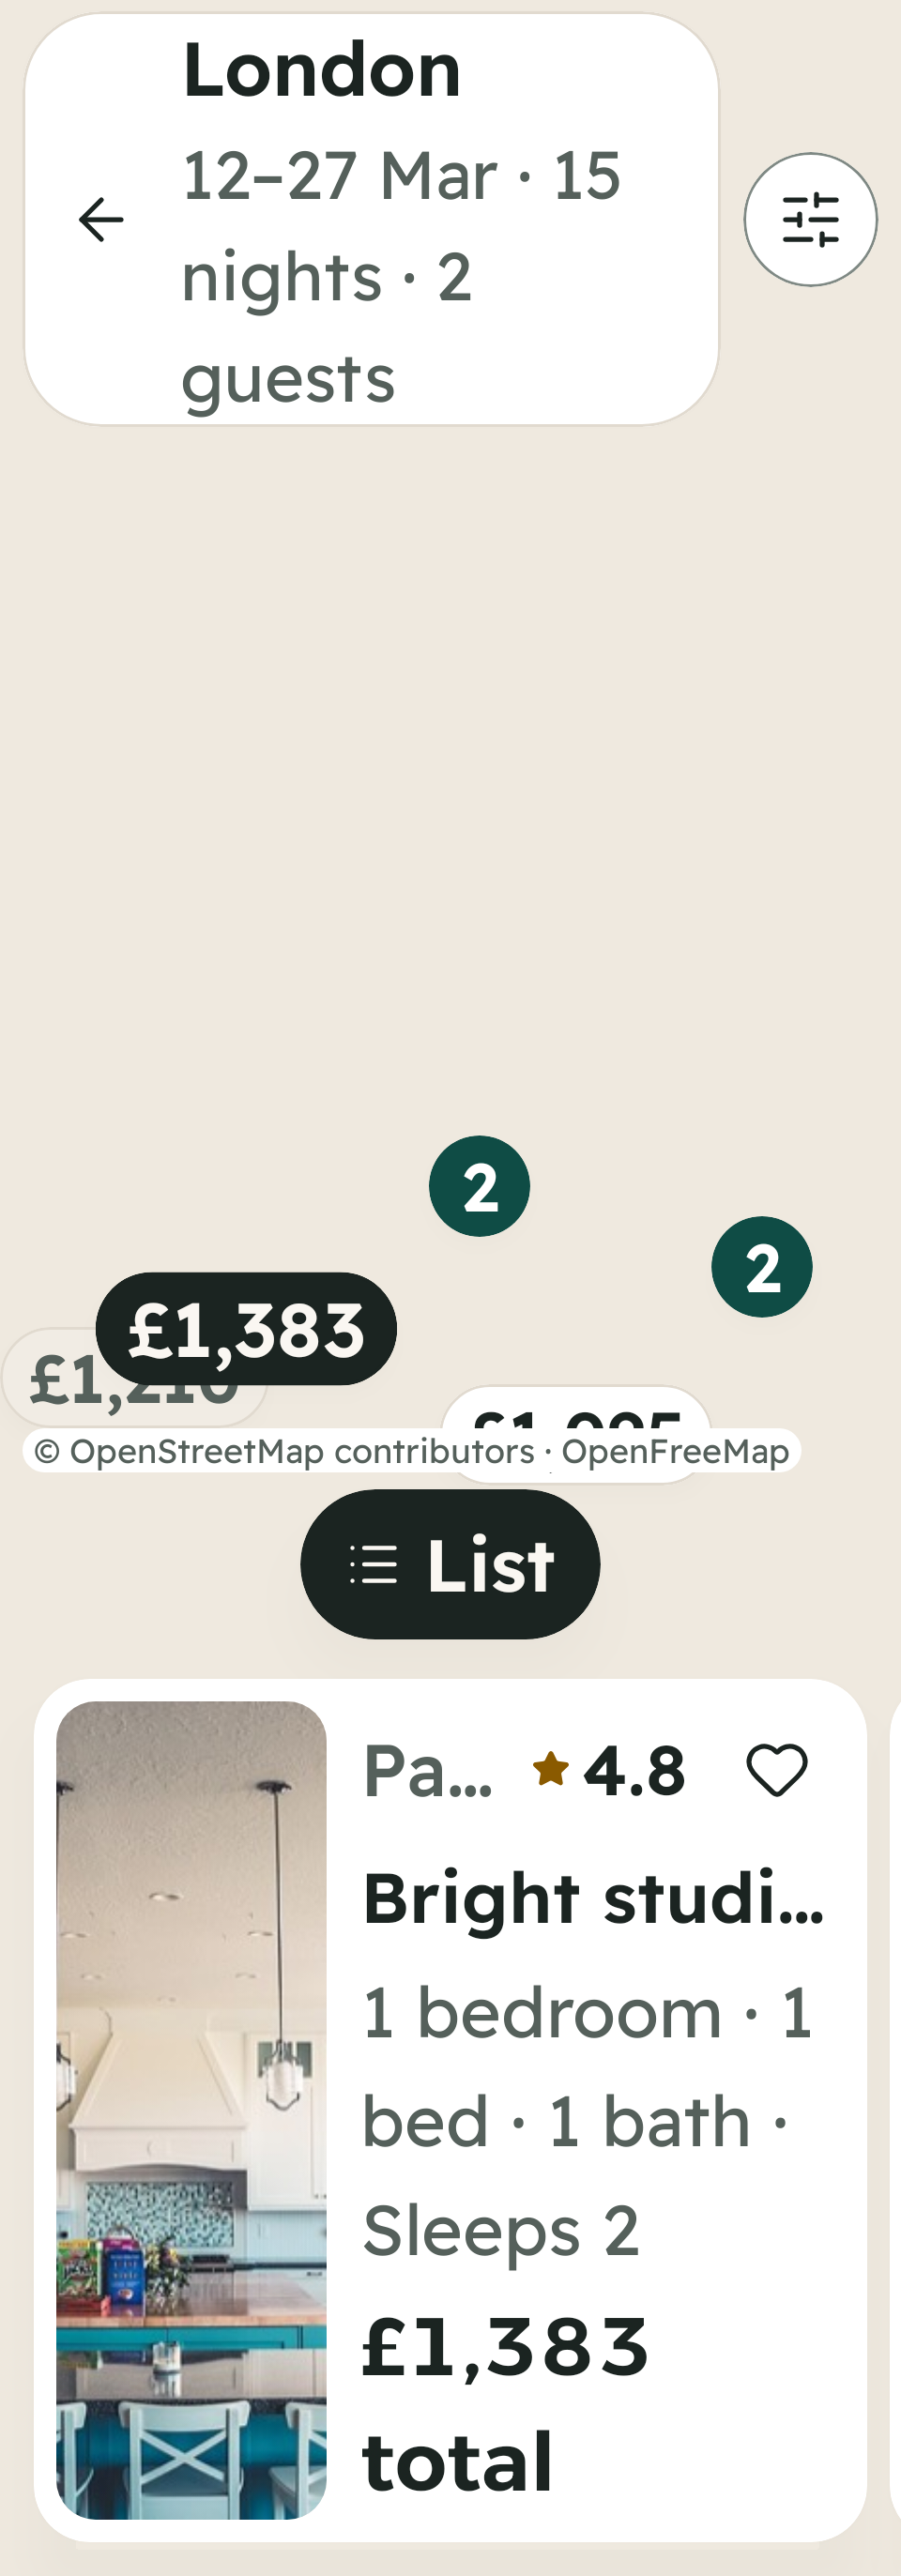 London
12–27 Mar · 15
nights · 2
guests
2
2
£1,383
© OpenStreetMap contributors · OpenFreeMap
List
Pa... 4.8
Bright studi...
1 bedroom · 1
bed · 1 bath ·
Sleeps 2
£1,383
total